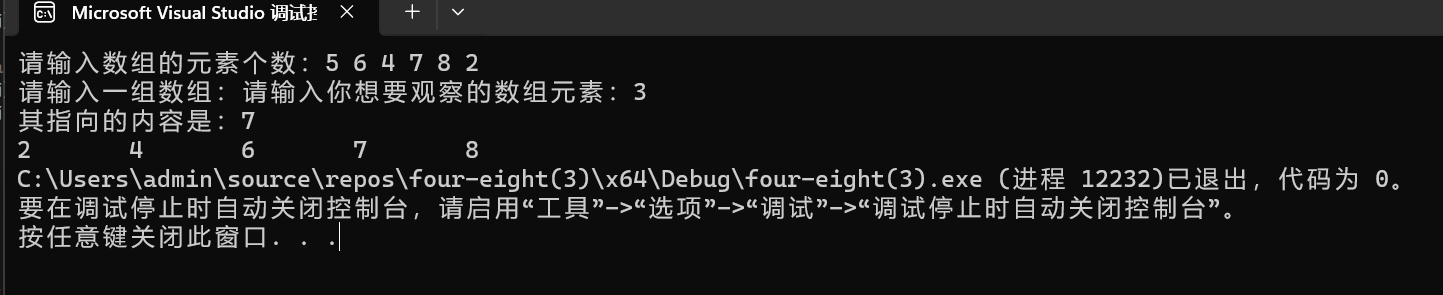 Microsoft Visual Studio 调试控
请输入数组的元素个数：5 6 4 7 8 2
请输入一组数组：请输入你想要观察的数组元素：3
其指向的内容是：7
2 4 6 7 8
C:\Users\admin\source\repos\four-eight(3)\x64\Debug\four-eight(3).exe (进程 12232)已退出，代码为 0。
要在调试停止时自动关闭控制台，请启用“工具”->“选项”->“调试”->“调试停止时自动关闭控制台”。
按任意键关闭此窗口. . .